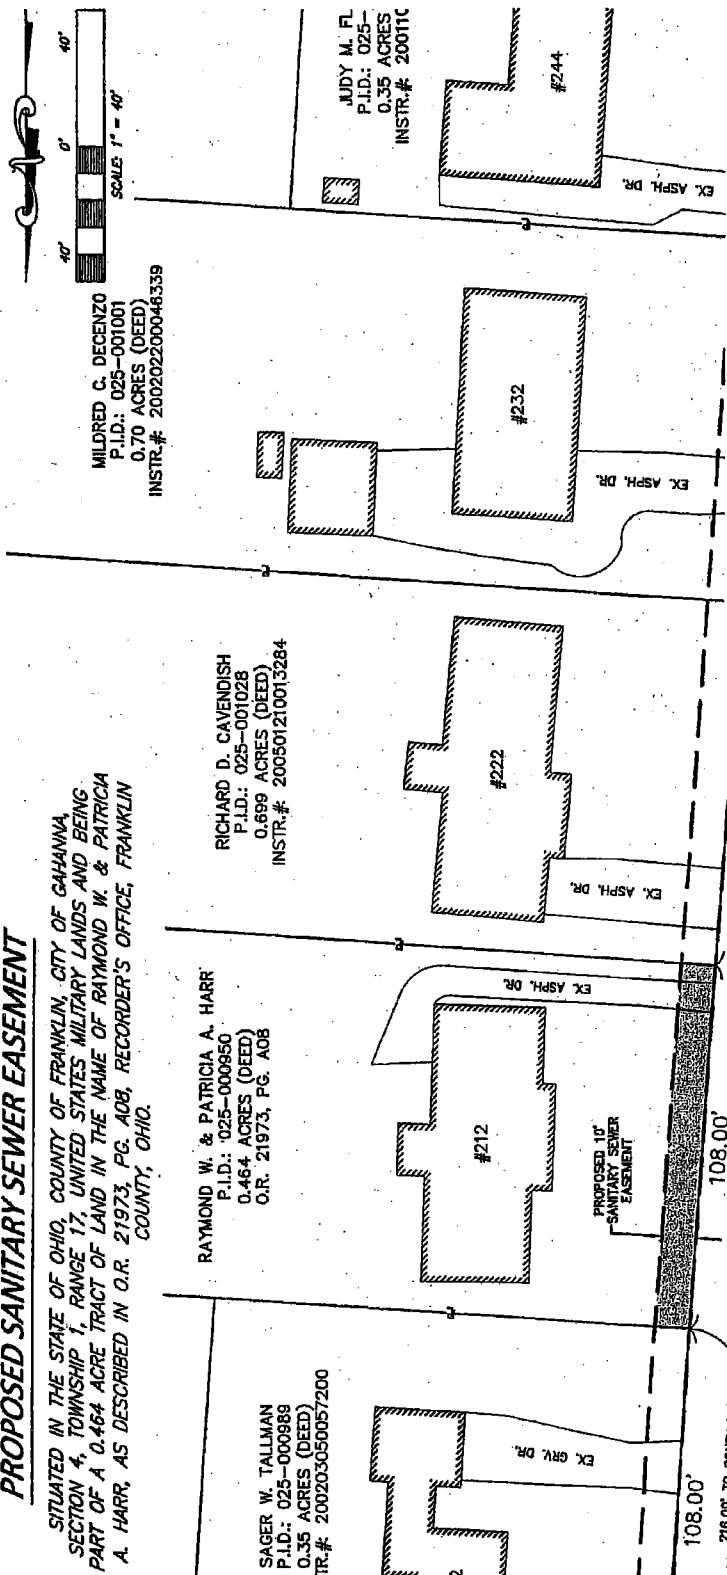 PROPOSED SANITARY SEWER EASEMENT
SITUATED IN THE STATE OF OHIO, COUNTY OF FRANKLIN, CITY OF GAHANNA,
SECTION 4, TOWNSHIP 1, RANGE 17, UNITED STATES MILITARY LANDS AND BEING
PART OF A 0.464 ACRE TRACT OF LAND IN THE NAME OF RAYMOND W. & PATRICIA
A. HARR, AS DESCRIBED IN O.R. 21973, PG. A08, RECORDER'S OFFICE, FRANKLIN
COUNTY, OHIO.
40' 0' 40'
SCALE: 1" = 40'
SAGER W. TALLMAN
P.I.D.: 025-000989
0.35 ACRES (DEED)
TR.#: 200203050057200
EX. GRV. DR.
108.00'
RAYMOND W. & PATRICIA A. HARR
P.I.D.: 025-000950
0.464 ACRES (DEED)
O.R. 21973, PG. A08
#212
EX. ASPH. DR.
PROPOSED 10'
SANITARY SEWER
EASEMENT
108.00'
RICHARD D. CAVENDISH
P.I.D.: 025-001028
0.699 ACRES (DEED)
INSTR.#: 200501210013284
#222
EX. ASPH. DR.
MILDRED C. DECENZO
P.I.D.: 025-001001
0.70 ACRES (DEED)
INSTR.#: 200202200046339
#232
EX. ASPH. DR.
JUDY M. FL
P.I.D.: 025-
0.35 ACRES
INSTR.#: 20011
#244
EX. ASPH. DR.